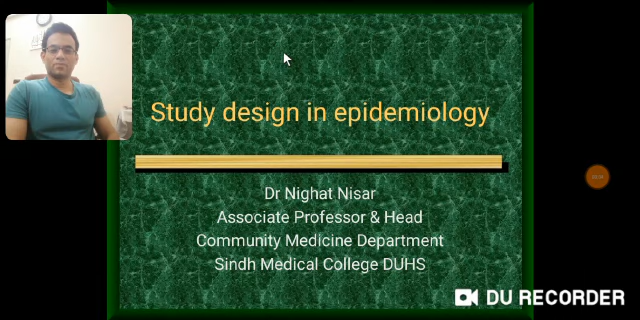 Study design in epidemiology
Dr Nighat Nisar
Associate Professor & Head
Community Medicine Department
Sindh Medical College DUHS
DU RECORDER